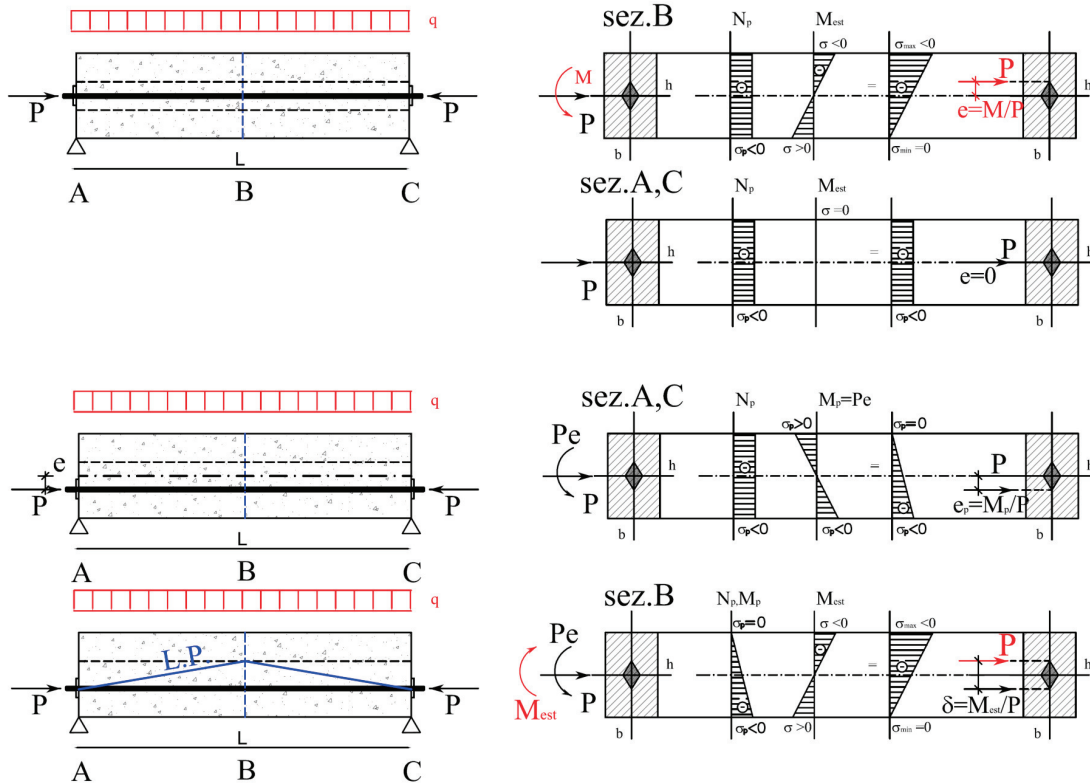 q
P
P
L
A
B
C
sez.B
Np
Mest
σ <0
σmax <0
M
P
h
=
P
e=M/P
h
b
σp<0
σ >0
σmin =0
b
sez.A,C
Np
Mest
σ =0
h
=
P
e=0
h
P
b
σp<0
σp<0
b
q
e
P
P
L
A
B
C
sez.A,C
Np
Mp=Pe
σp>0
σp=0
Pe
P
h
=
P
ep=Mp/P
h
b
σp<0
σp<0
σp<0
b
q
L.P.
P
P
L
A
B
C
sez.B
Np,Mp
Mest
σp=0
σ <0
σmax <0
Pe
P
Mest
h
=
P
δ=Mest/P
h
b
σp<0
σ >0
σmin =0
b